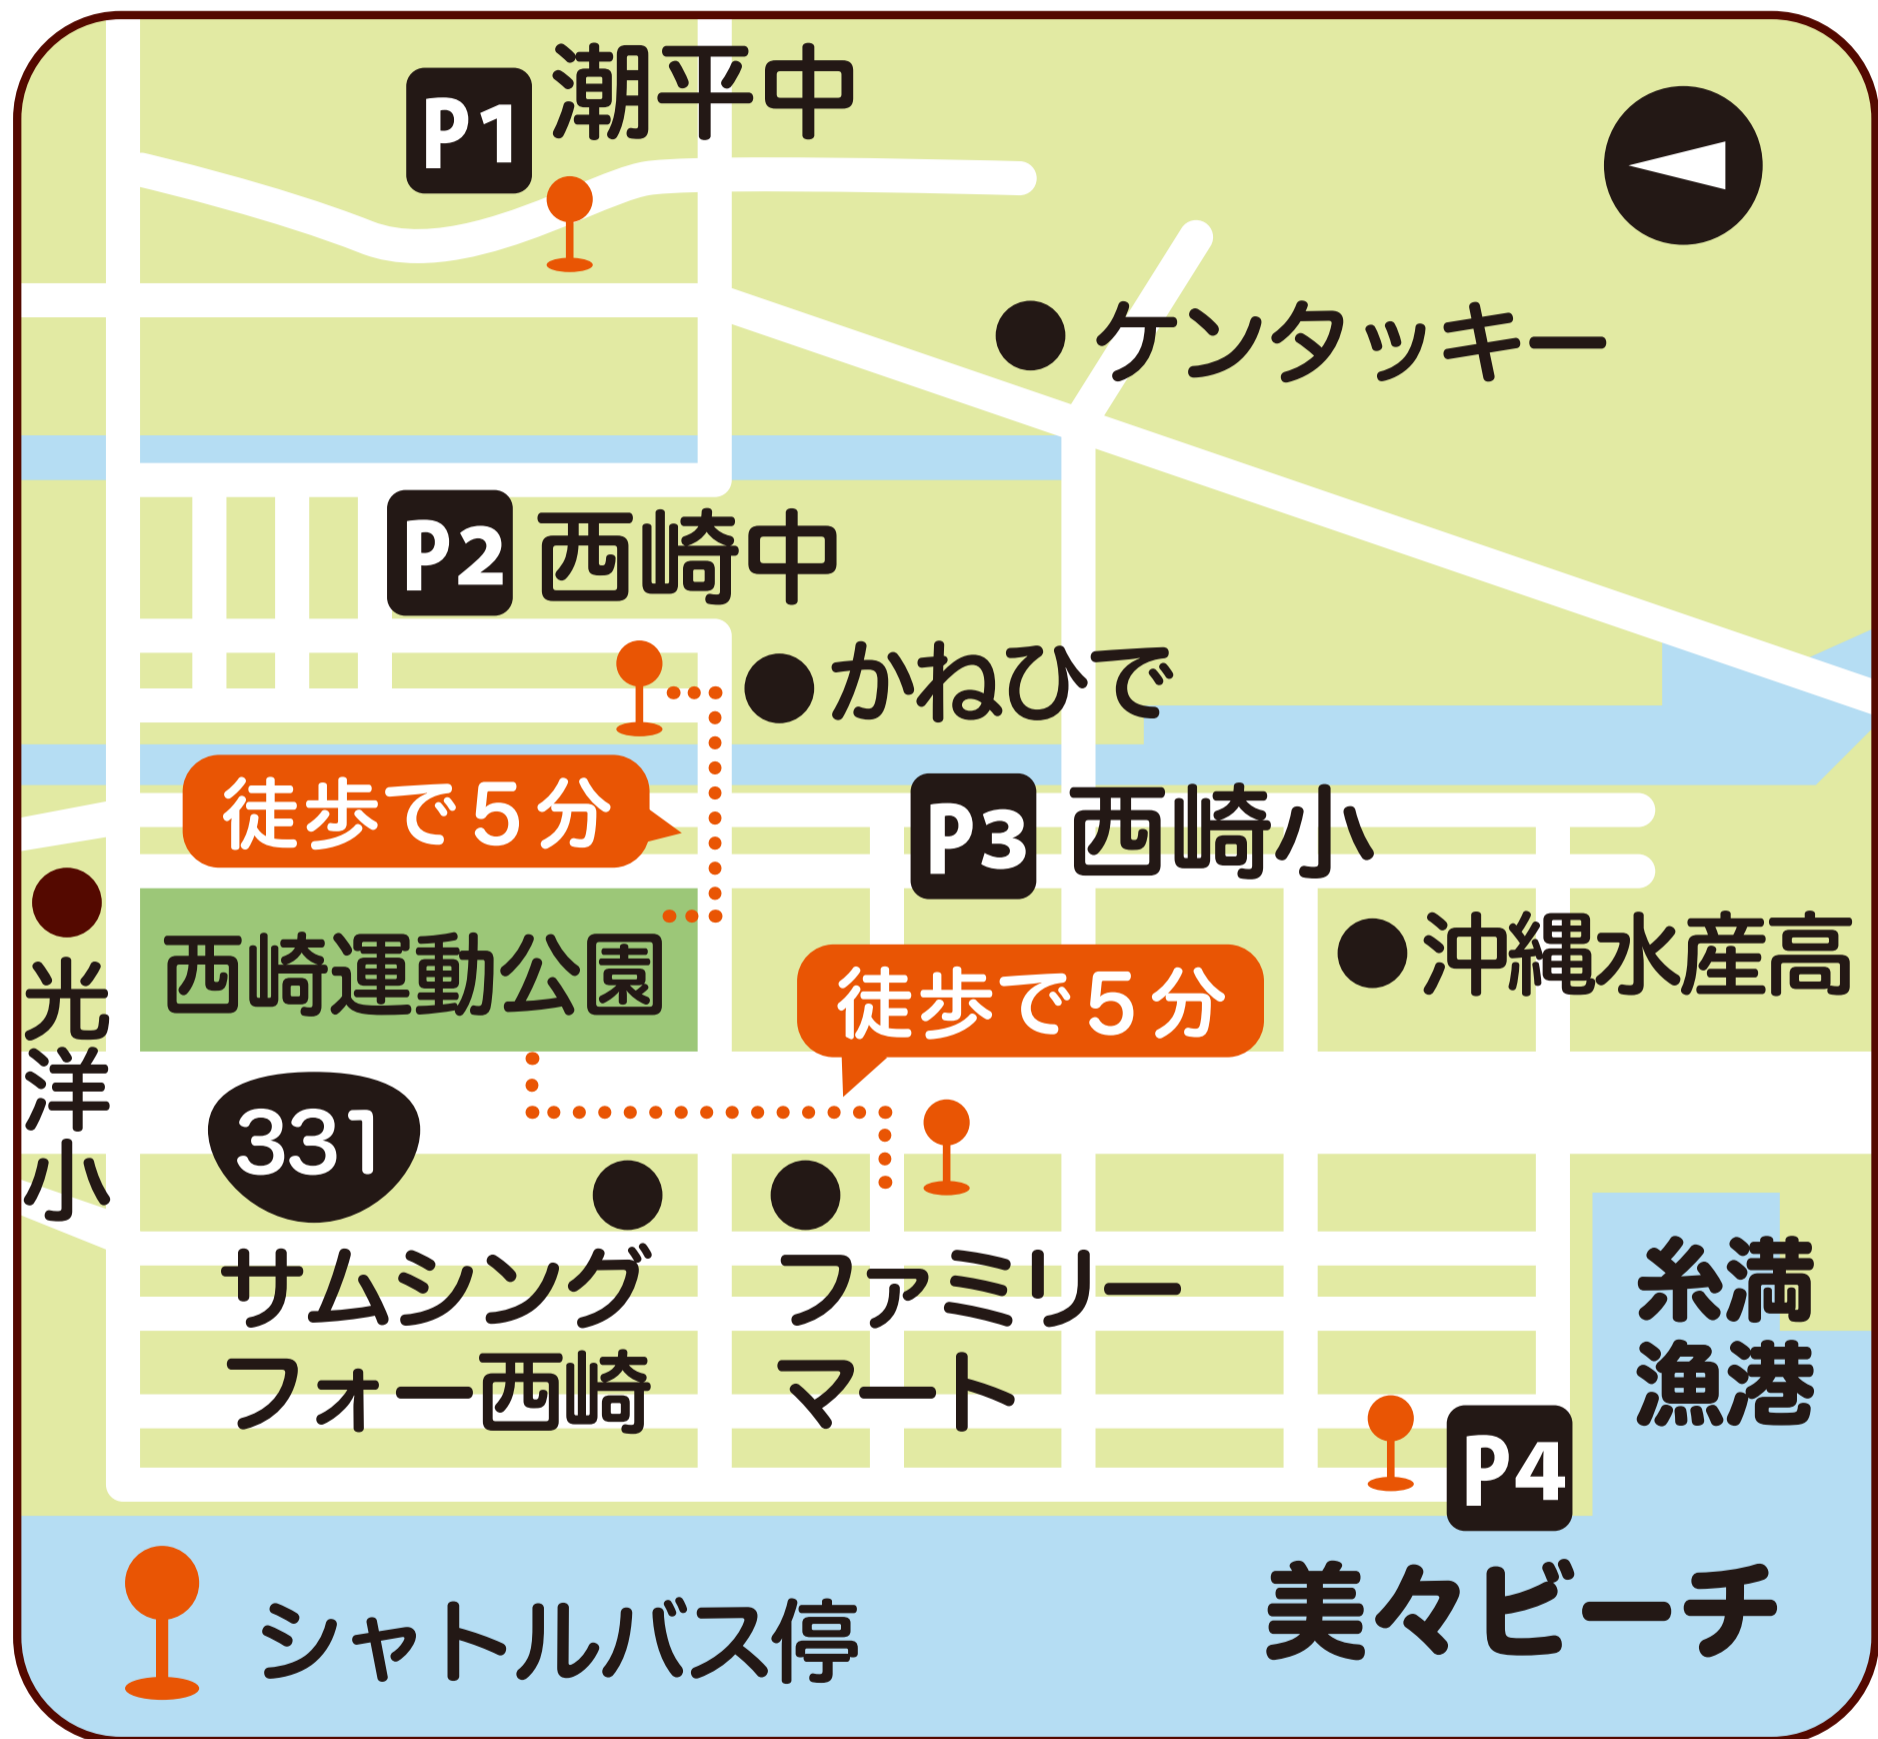 P1 潮平中
ケンタッキー
P2 西崎中
かねひで
徒歩で5分
P3 西崎小
光洋小
西崎運動公園
沖縄水産高
徒歩で5分
331
サムシング
フォー西崎
ファミリー
マート
糸満
漁港
P4
美々ビーチ
シャトルバス停